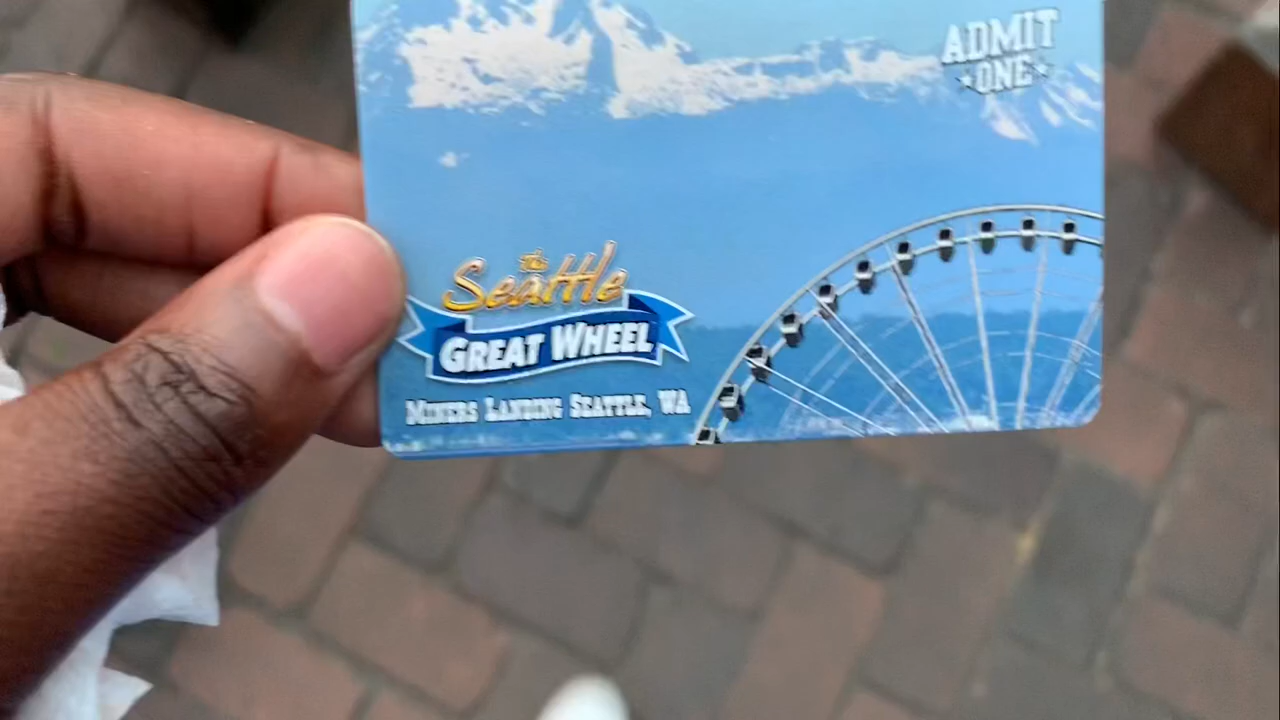 ADMIT
ONE
the
Seattle
GREAT WHEEL
MINERS LANDING SEATTLE, WA